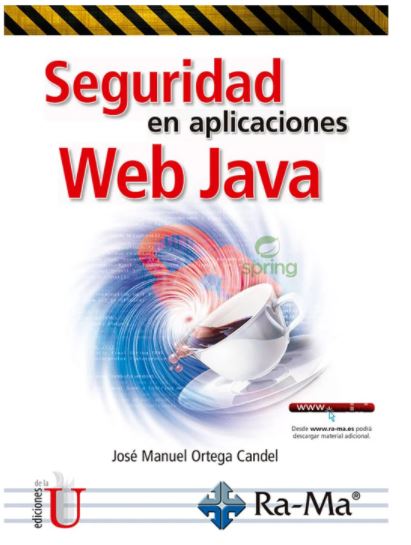 Seguridad
en aplicaciones
Web Java
spring
www
Desde www.ra-ma.es podrá
descargar material adicional.
José Manuel Ortega Candel
ediciones de la
U
Ra-Ma®